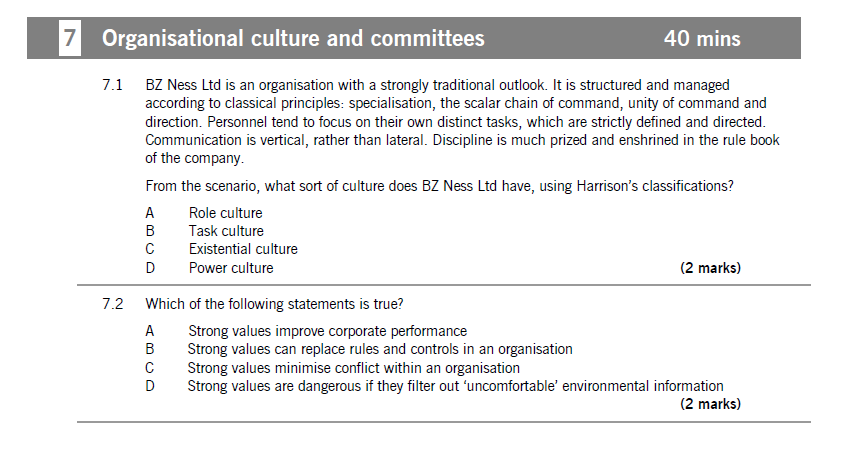 7 Organisational culture and committees 40 mins
7.1 BZ Ness Ltd is an organisation with a strongly traditional outlook. It is structured and managed
according to classical principles: specialisation, the scalar chain of command, unity of command and
direction. Personnel tend to focus on their own distinct tasks, which are strictly defined and directed.
Communication is vertical, rather than lateral. Discipline is much prized and enshrined in the rule book
of the company.
From the scenario, what sort of culture does BZ Ness Ltd have, using Harrison's classifications?
A Role culture
B Task culture
C Existential culture
D Power culture (2 marks)
7.2 Which of the following statements is true?
A Strong values improve corporate performance
B Strong values can replace rules and controls in an organisation
C Strong values minimise conflict within an organisation
D Strong values are dangerous if they filter out 'uncomfortable' environmental information
(2 marks)